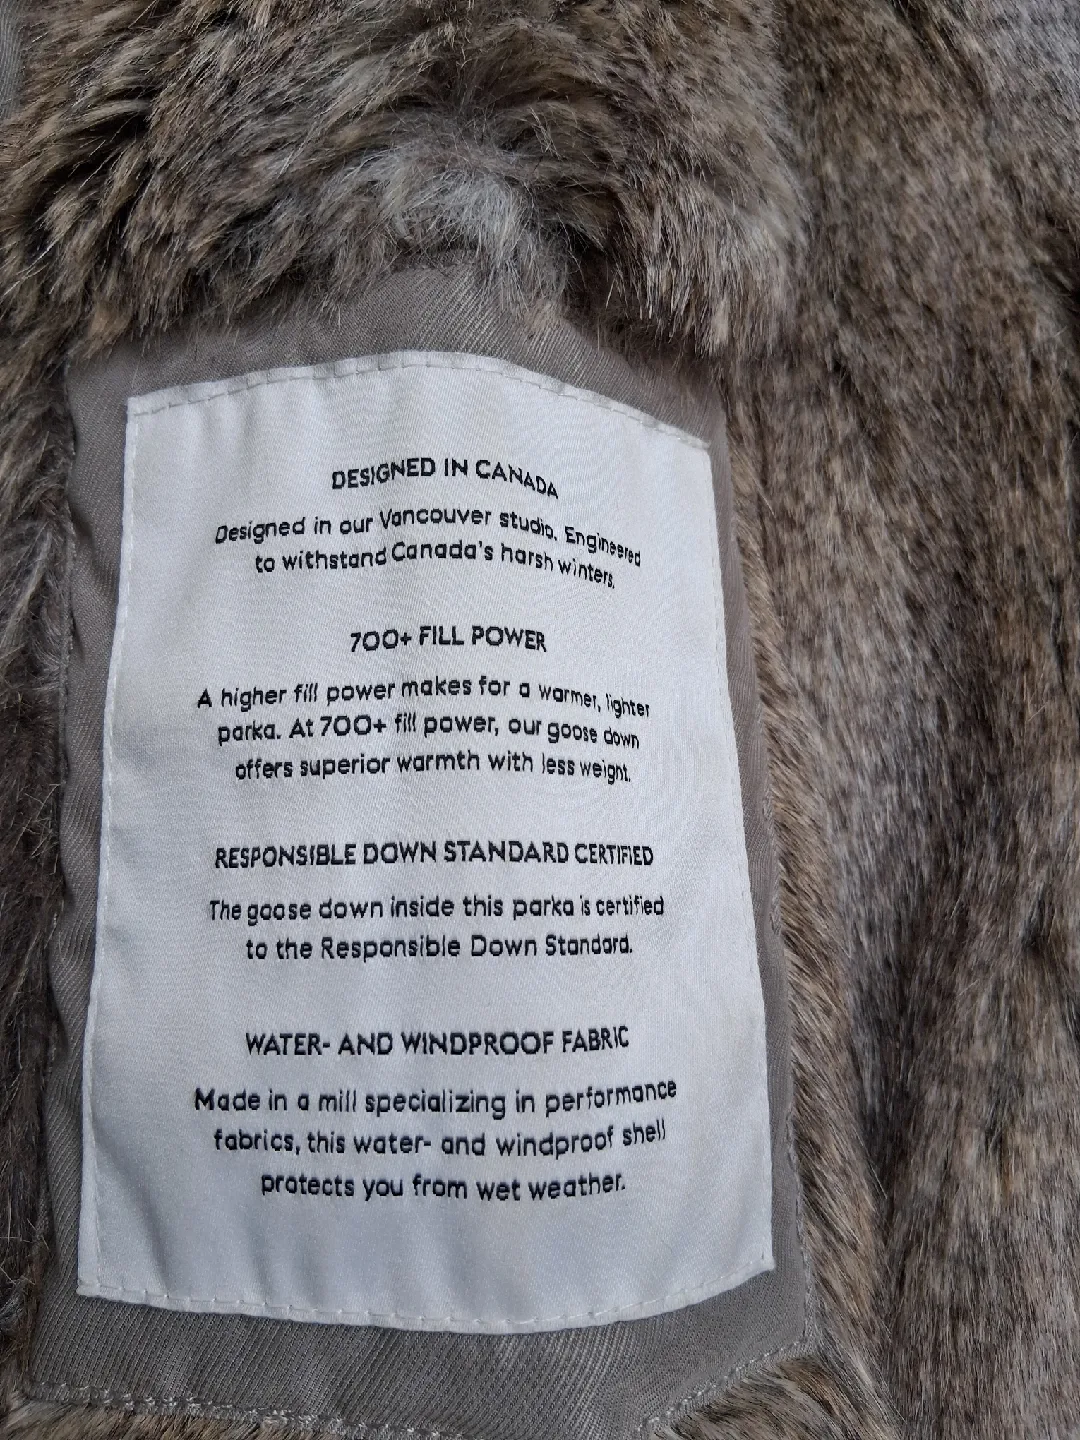 DESIGNED IN CANADA
Designed in our Vancouver studio. Engineered
to withstand Canada's harsh winters.
700+ FILL POWER
A higher fill power makes for a warmer, lighter
parka. At 700+ fill power, our goose down
offers superior warmth with less weight.
RESPONSIBLE DOWN STANDARD CERTIFIED
The goose down inside this parka is certified
to the Responsible Down Standard.
WATER- AND WINDPROOF FABRIC
Made in a mill specializing in performance
fabrics, this water- and windproof shell
protects you from wet weather.